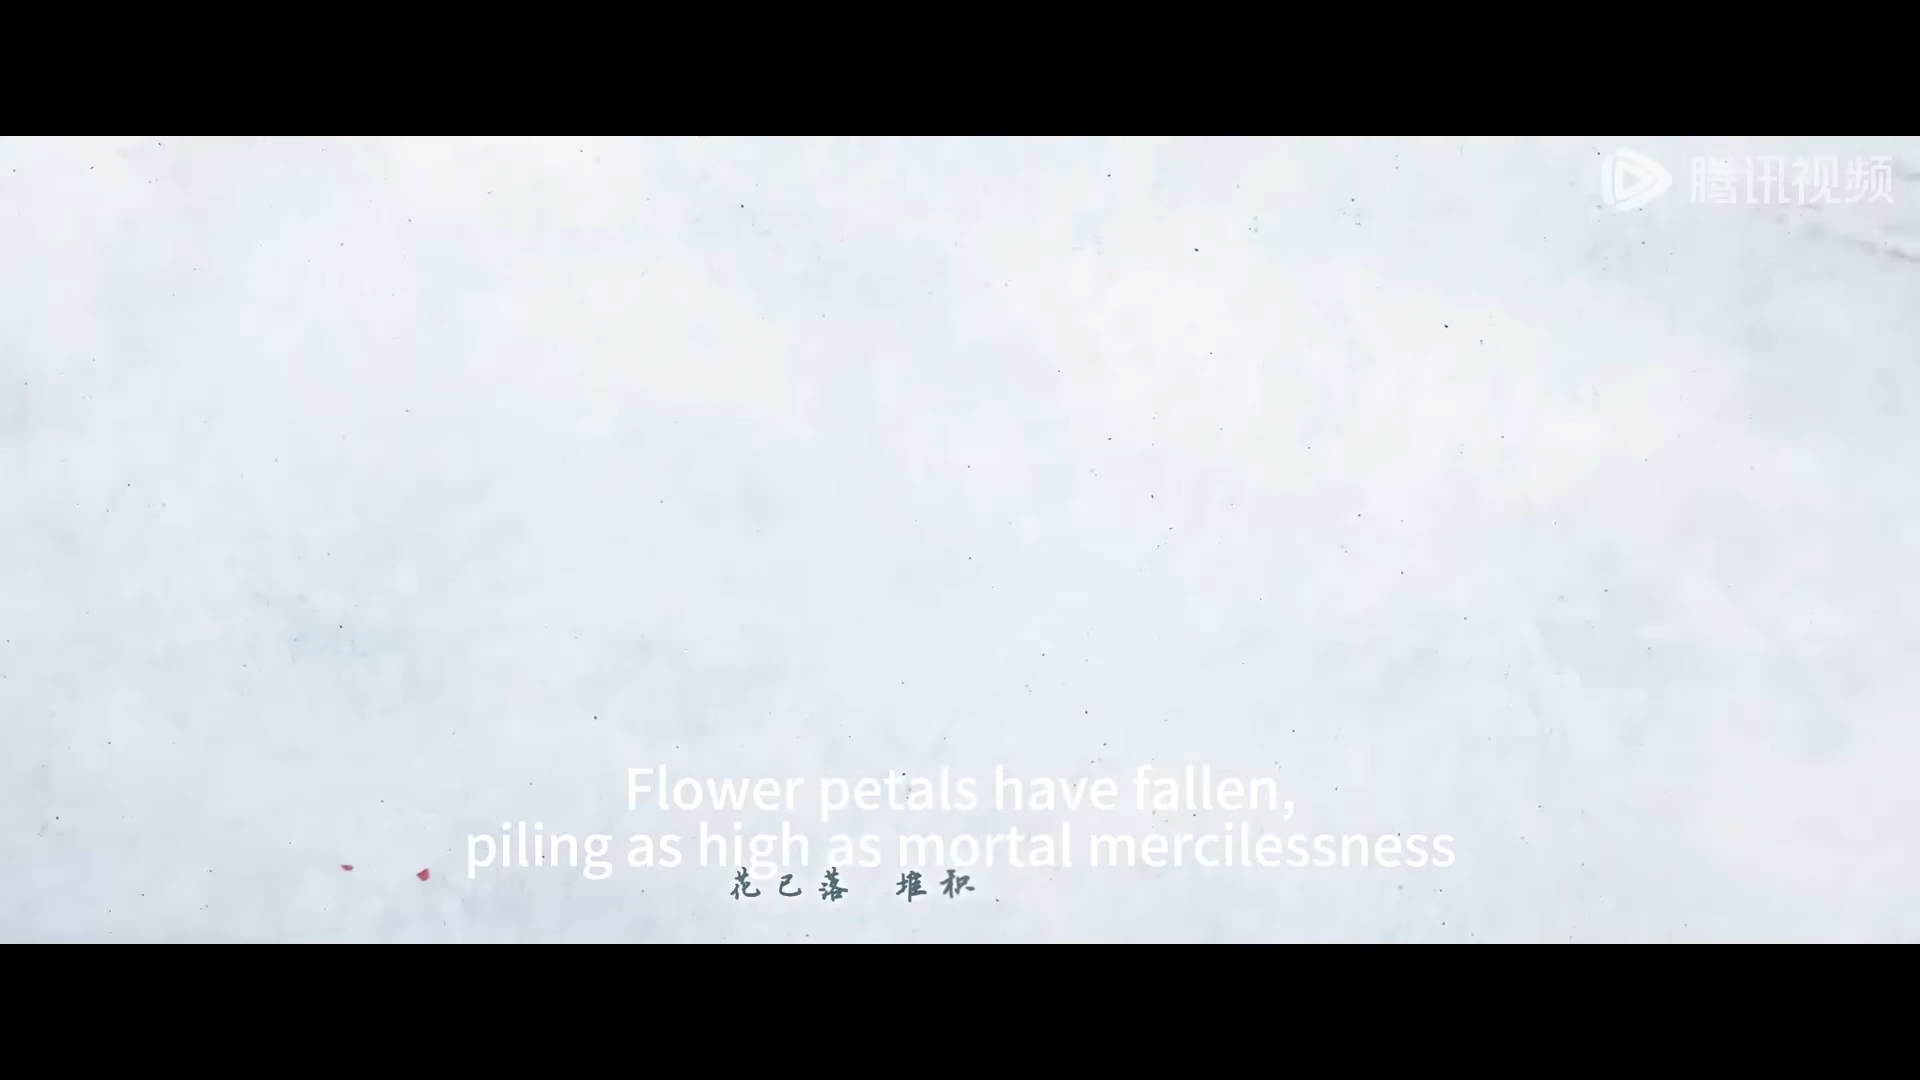 腾讯视频
Flower petals have fallen,
piling as high as mortal mercilessness
花已落 堆积